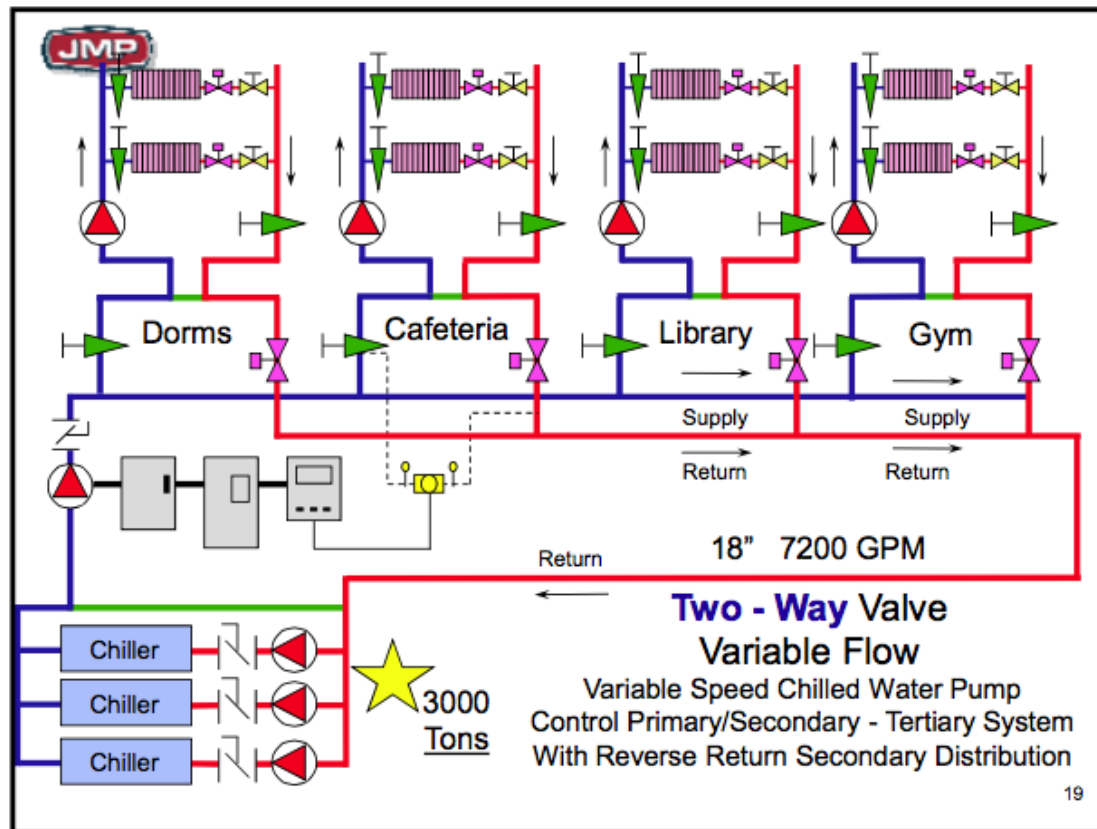 JMP
Dorms
Cafeteria
Library
Gym
Supply
Supply
Return
Return
18” 7200 GPM
Return
Two - Way Valve
Variable Flow
Variable Speed Chilled Water Pump
Control Primary/Secondary - Tertiary System
With Reverse Return Secondary Distribution
Chiller
Chiller
Chiller
3000
Tons
19